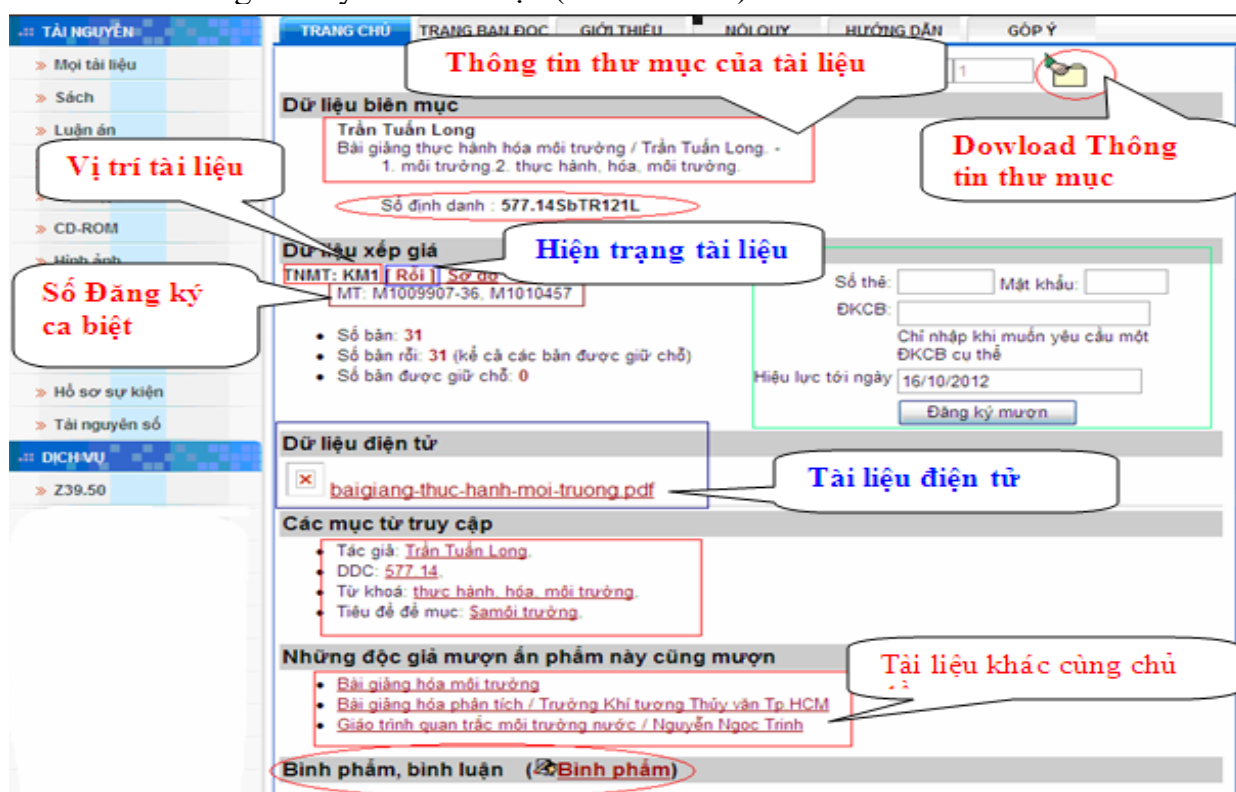 TÀI NGUYÊN
TRANG CHỦ TRANG BẠN ĐỌC GIỚI THIỆU NỘI QUY HƯỚNG DẪN GÓP Ý
» Mọi tài liệu
» Sách
» Luận án
» CD-ROM
» Hình ảnh
» Hồ sơ sự kiện
» Tài nguyên số
DỊCH VỤ
» Z39.50
Thông tin thư mục của tài liệu
1
Dowload Thông
tin thư mục
Dữ liệu biên mục
Trần Tuấn Long
Bài giảng thực hành hóa môi trường / Trần Tuấn Long. -
1. môi trường.2. thực hành, hóa, môi trường.
Số định danh : 577.14SbTR121L
Vị trí tài liệu
Hiện trạng tài liệu
Số Đăng ký
ca biệt
Dữ liệu xếp giá
TNMT: KM1 [ Rỗi ] Sơ đồ
MT: M1009907-36, M1010457
• Số bản: 31
• Số bản rỗi: 31 (kể cả các bản được giữ chỗ)
• Số bản được giữ chỗ: 0
Số thẻ: Mật khẩu:
ĐKCB:
Chỉ nhập khi muốn yêu cầu một
ĐKCB cụ thể
Hiệu lực tới ngày 16/10/2012
Đăng ký mượn
Dữ liệu điện tử
baigiang-thuc-hanh-moi-truong.pdf
Tài liệu điện tử
Các mục từ truy cập
• Tác giả: Trần Tuấn Long.
• DDC: 577.14.
• Từ khoá: thực hành, hóa, môi trường.
• Tiêu đề đề mục: Samôi trường.
Những độc giả mượn ấn phẩm này cũng mượn
• Bài giảng hóa môi trường
• Bài giảng hóa phân tích / Trường Khí tượng Thủy văn Tp.HCM
• Giáo trình quan trắc môi trường nước / Nguyễn Ngọc Trinh
Tài liệu khác cùng chủ
Bình phẩm, bình luận (Bình phẩm)